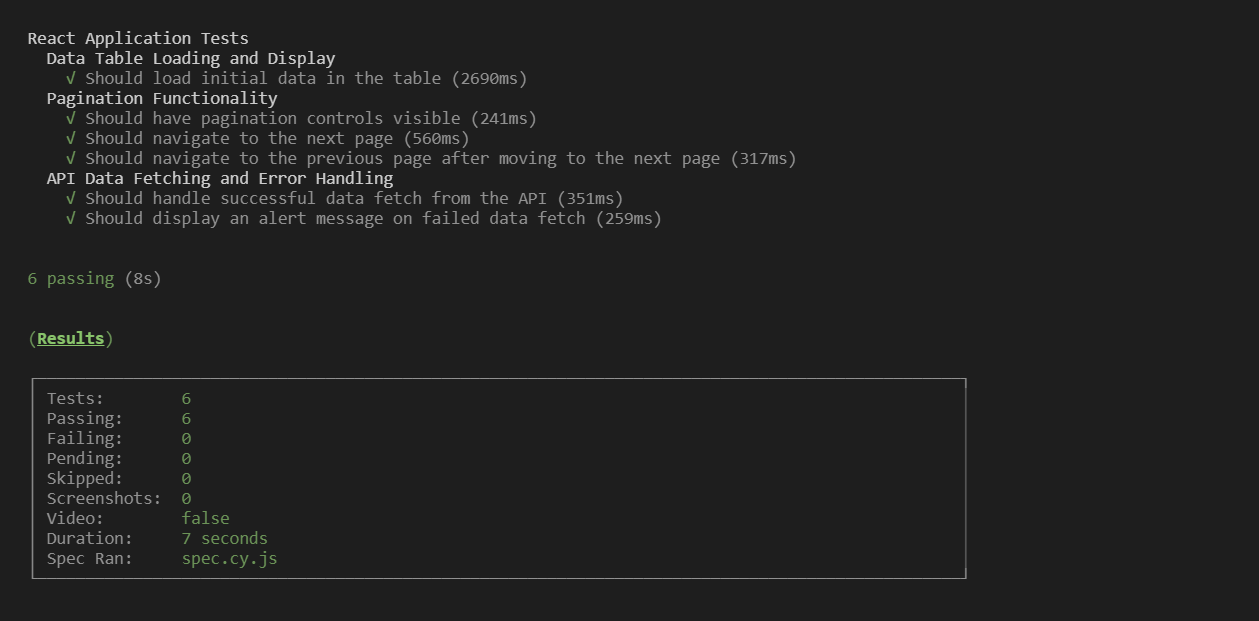 React Application Tests
Data Table Loading and Display
√ Should load initial data in the table (2690ms)
Pagination Functionality
√ Should have pagination controls visible (241ms)
√ Should navigate to the next page (560ms)
√ Should navigate to the previous page after moving to the next page (317ms)
API Data Fetching and Error Handling
√ Should handle successful data fetch from the API (351ms)
√ Should display an alert message on failed data fetch (259ms)
6 passing (8s)
(Results)
Tests: 6
Passing: 6
Failing: 0
Pending: 0
Skipped: 0
Screenshots: 0
Video: false
Duration: 7 seconds
Spec Ran: spec.cy.js